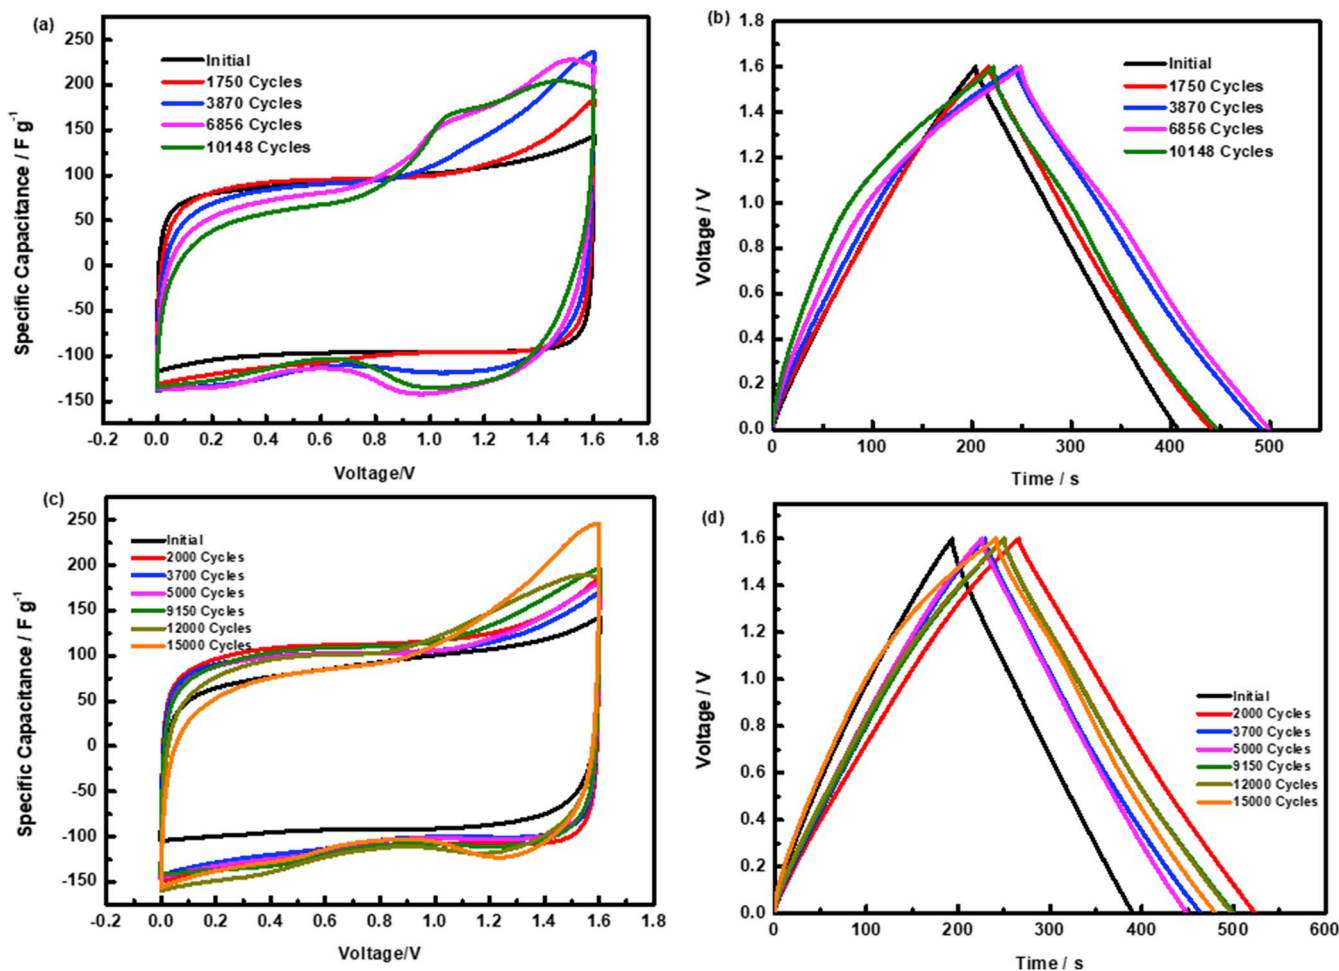 (a)
Initial
1750 Cycles
3870 Cycles
6856 Cycles
10148 Cycles
250
200
150
100
50
0
-50
-100
-150
-0.2 0.0 0.2 0.4 0.6 0.8 1.0 1.2 1.4 1.6 1.8
Specific Capacitance / F g-1
Voltage/V
(b)
Initial
1750 Cycles
3870 Cycles
6856 Cycles
10148 Cycles
1.8
1.6
1.4
1.2
1.0
0.8
0.6
0.4
0.2
0.0
0 100 200 300 400 500
Voltage / V
Time / s
(c)
Initial
2000 Cycles
3700 Cycles
5000 Cycles
9150 Cycles
12000 Cycles
15000 Cycles
250
200
150
100
50
0
-50
-100
-150
-0.2 0.0 0.2 0.4 0.6 0.8 1.0 1.2 1.4 1.6 1.8
Specific Capacitance / F g-1
Voltage/V
(d)
Initial
2000 Cycles
3700 Cycles
5000 Cycles
9150 Cycles
12000 Cycles
15000 Cycles
1.6
1.4
1.2
1.0
0.8
0.6
0.4
0.2
0.0
0 100 200 300 400 500 600
Voltage / V
Time / s